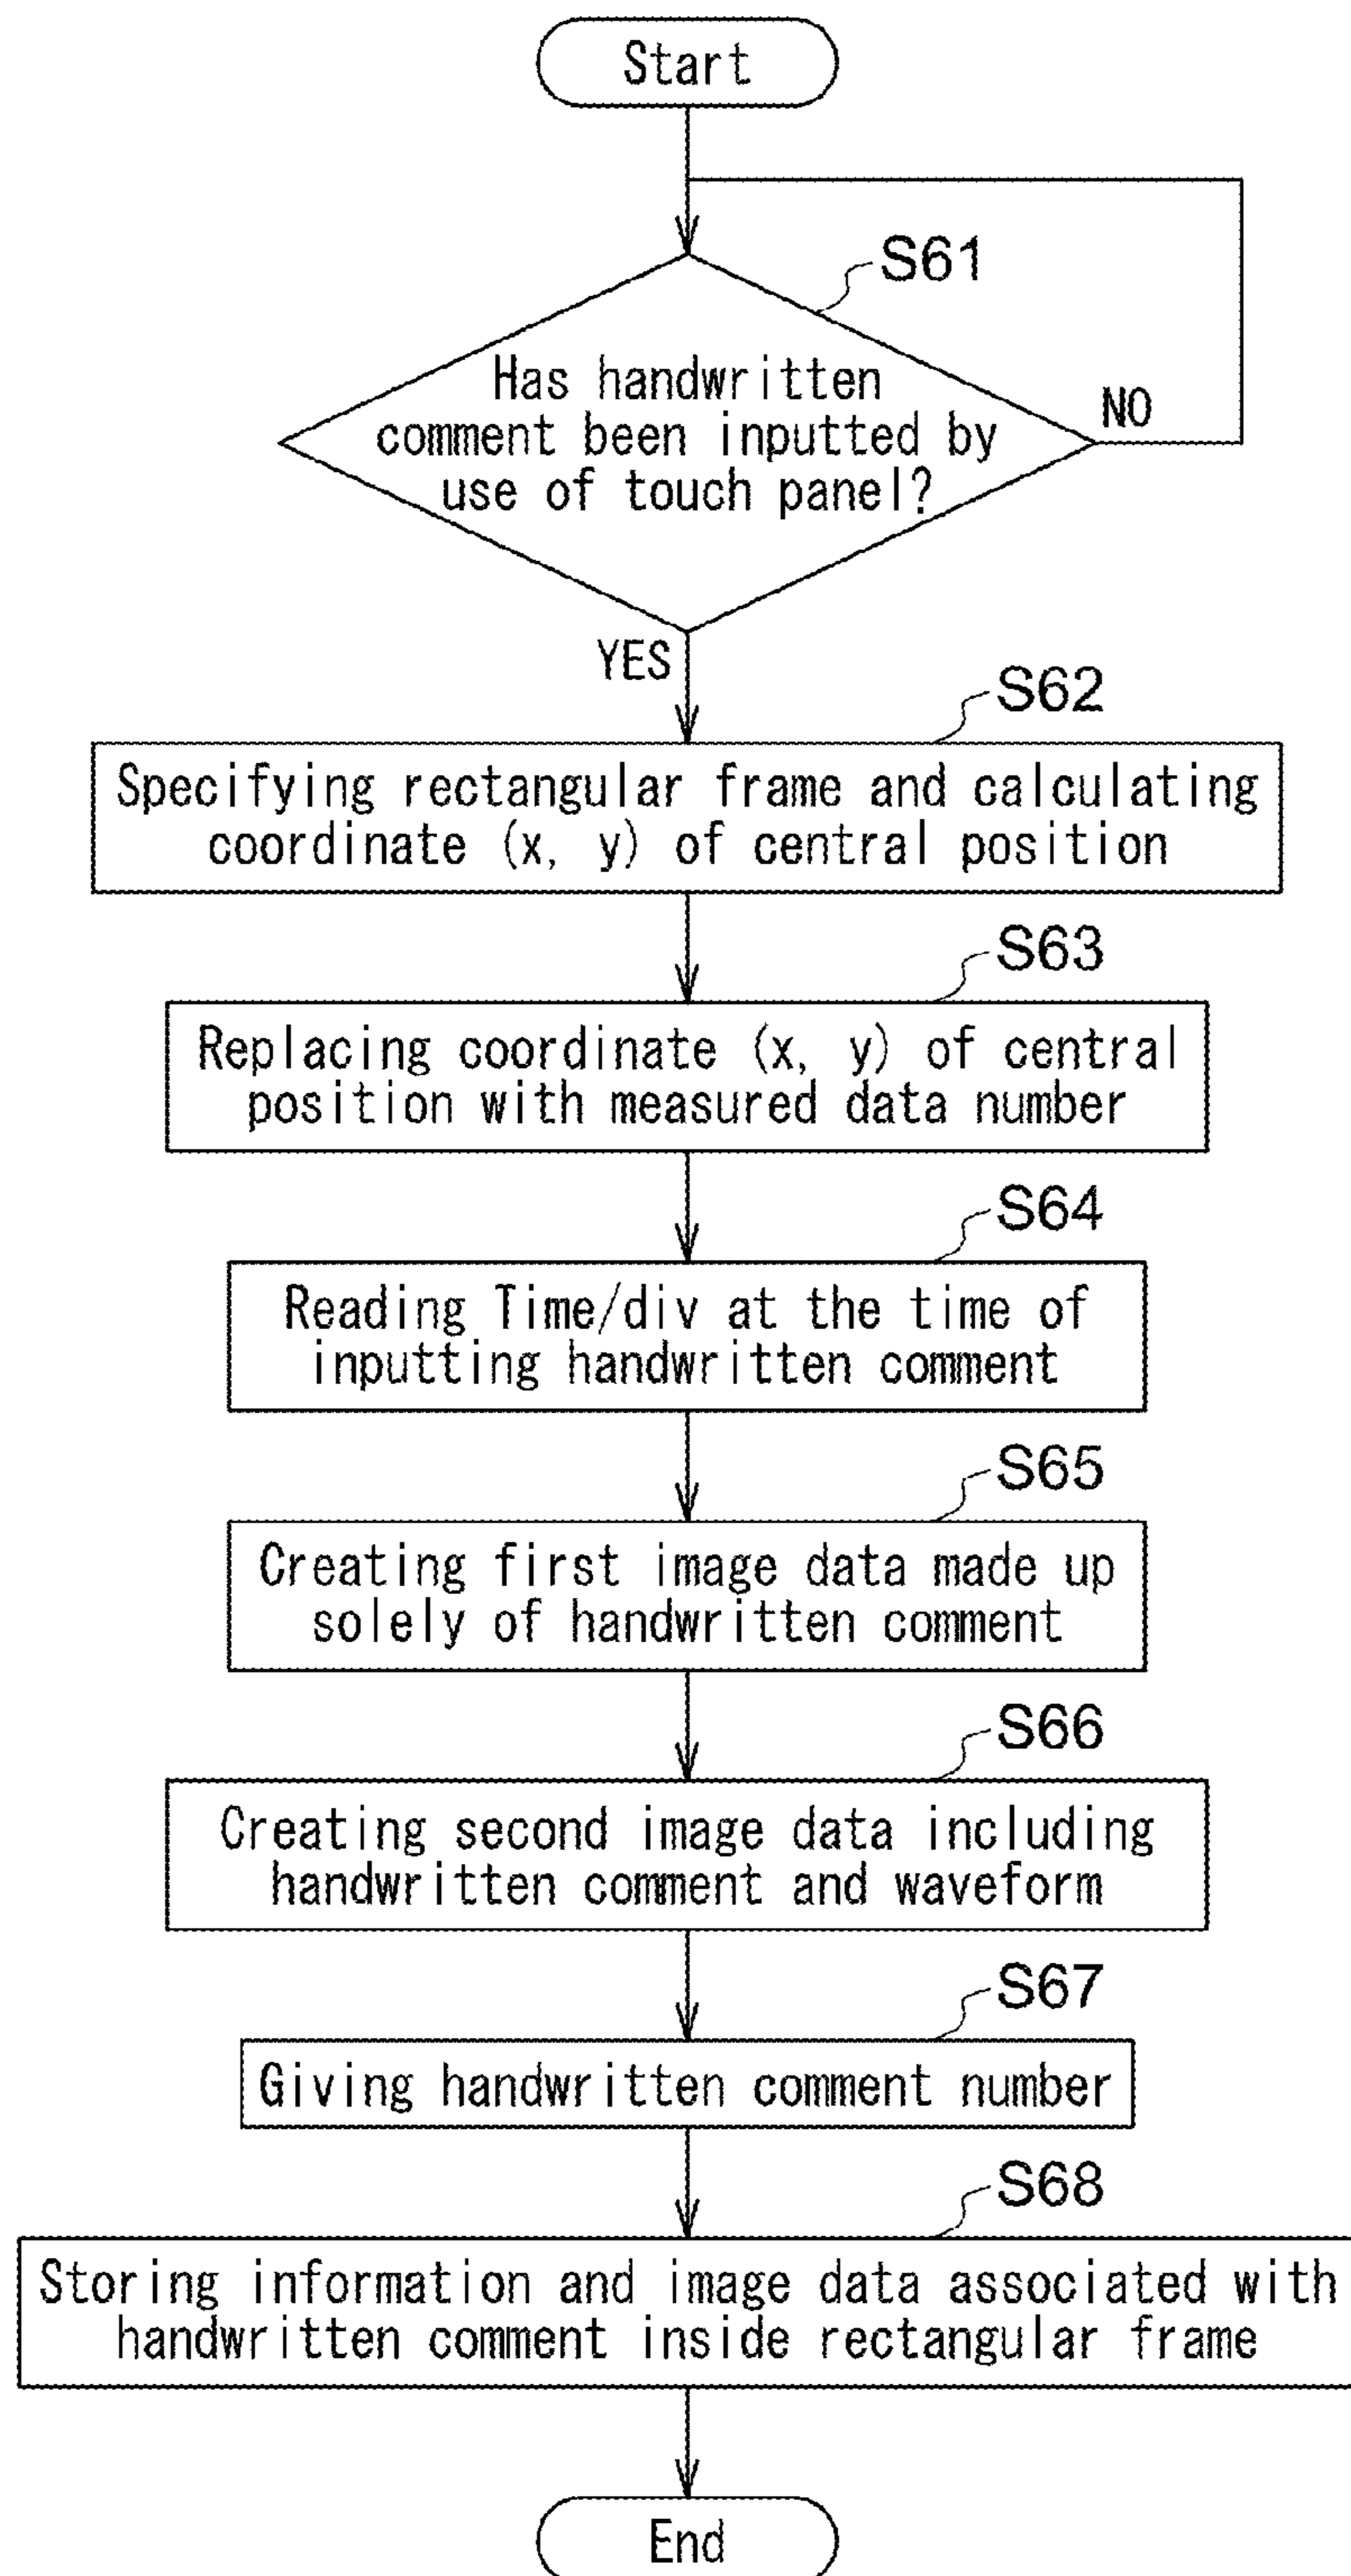 Start
S61
Has handwritten
comment been inputted by
use of touch panel?
NO
YES
S62
Specifying rectangular frame and calculating
coordinate (x, y) of central position
S63
Replacing coordinate (x, y) of central
position with measured data number
S64
Reading Time/div at the time of
inputting handwritten comment
S65
Creating first image data made up
solely of handwritten comment
S66
Creating second image data including
handwritten comment and waveform
S67
Giving handwritten comment number
S68
Storing information and image data associated with
handwritten comment inside rectangular frame
End